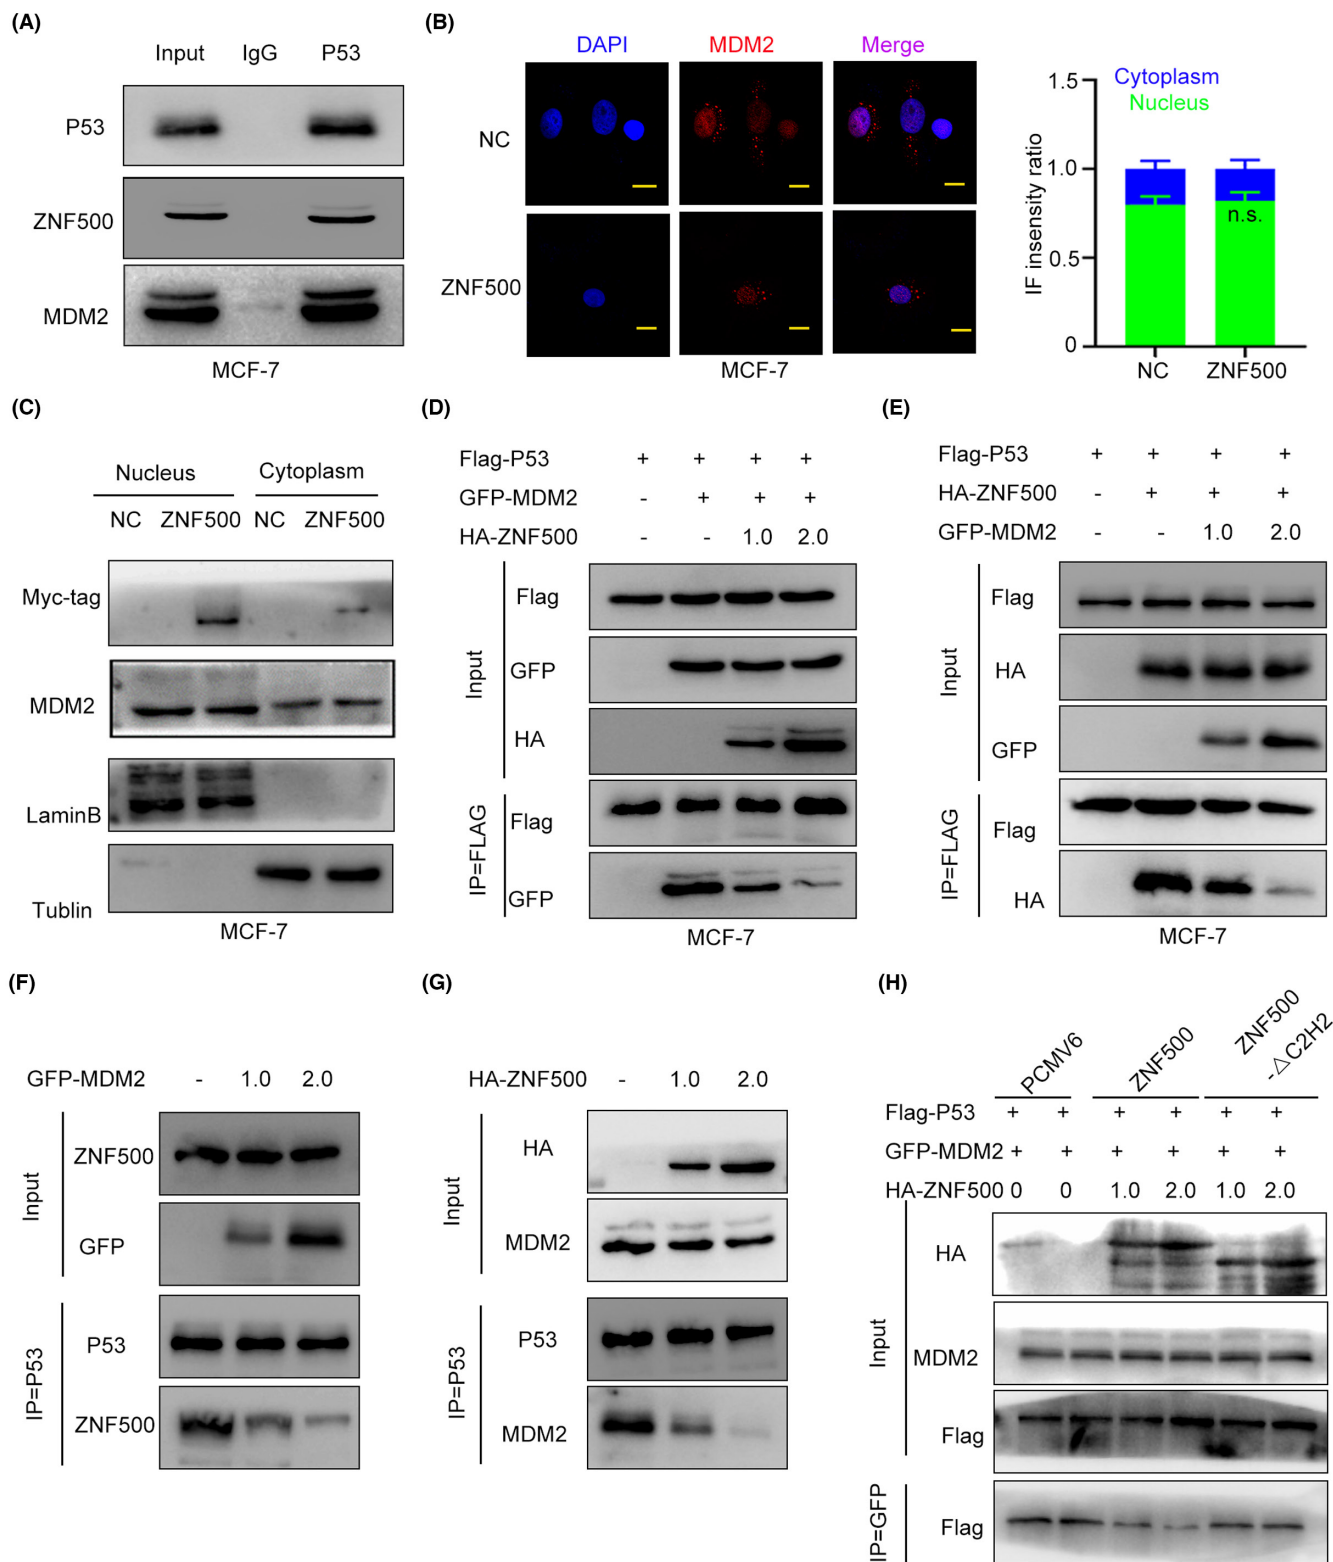 (A)
Input IgG P53
P53
ZNF500
MDM2
MCF-7
(B)
DAPI MDM2 Merge
NC
ZNF500
MCF-7
IF insensity ratio
1.5
1.0
0.5
0
Cytoplasm
Nucleus
n.s.
NC ZNF500
(C)
Nucleus Cytoplasm
NC ZNF500 NC ZNF500
Myc-tag
MDM2
LaminB
Tublin
MCF-7
(D)
Flag-P53 + + + +
GFP-MDM2 - + + +
HA-ZNF500 - - 1.0 2.0
Input
Flag
GFP
HA
IP=FLAG
Flag
GFP
MCF-7
(E)
Flag-P53 + + + +
HA-ZNF500 - + + +
GFP-MDM2 - - 1.0 2.0
Input
Flag
HA
GFP
IP=FLAG
Flag
HA
MCF-7
(F)
GFP-MDM2 - 1.0 2.0
Input
ZNF500
GFP
IP=P53
P53
ZNF500
(G)
HA-ZNF500 - 1.0 2.0
Input
HA
MDM2
IP=P53
P53
MDM2
(H)
PCMV6
ZNF500
ZNF500
-△C2H2
Flag-P53 + + + + + +
GFP-MDM2 + + + + + +
HA-ZNF500 0 0 1.0 2.0 1.0 2.0
Input
HA
MDM2
Flag
IP=GFP
Flag